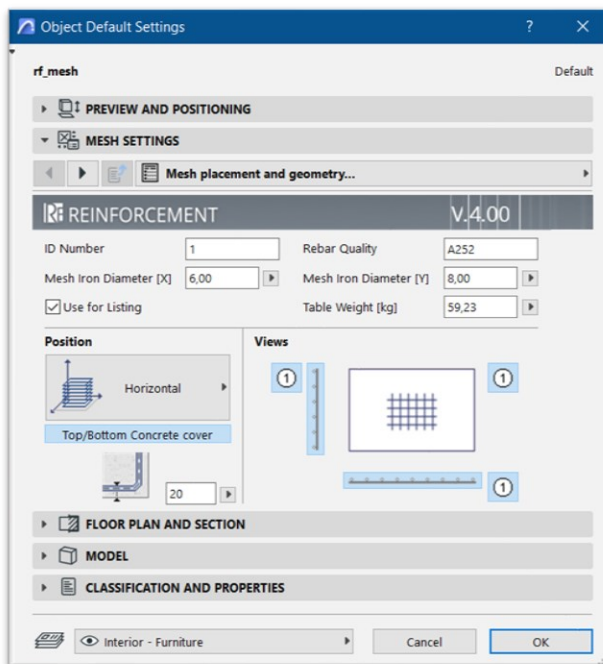 Object Default Settings
rf_mesh Default
PREVIEW AND POSITIONING
MESH SETTINGS
Mesh placement and geometry...
RF REINFORCEMENT V.4.00
ID Number 1 Rebar Quality A252
Mesh Iron Diameter [X] 6,00 Mesh Iron Diameter [Y] 8,00
Use for Listing Table Weight [kg] 59,23
Position Views
1 1
Horizontal
Top/Bottom Concrete cover
1
20
FLOOR PLAN AND SECTION
MODEL
CLASSIFICATION AND PROPERTIES
Interior - Furniture Cancel OK